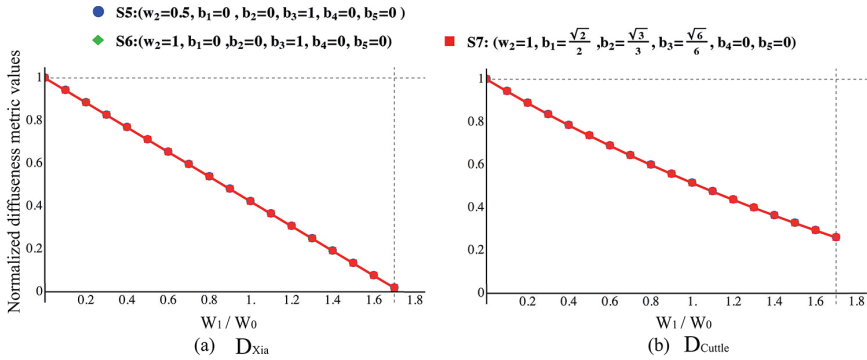 S5:(w₂=0.5, b₁=0 , b₂=0, b₃=1, b₄=0, b₅=0 )
S6:(w₂=1, b₁=0 ,b₂=0, b₃=1, b₄=0, b₅=0)
S7: (w₂=1, b₁=√2/2 ,b₂=√3/3, b₃=√6/6, b₄=0, b₅=0)
Normalized diffuseness metric values
1
0.8
0.6
0.4
0.2
0
0.2 0.4 0.6 0.8 1. 1.2 1.4 1.6 1.8
W₁ / W₀
(a) D_Xia
1
0.8
0.6
0.4
0.2
0
0.2 0.4 0.6 0.8 1. 1.2 1.4 1.6 1.8
W₁ / W₀
(b) D_Cuttle